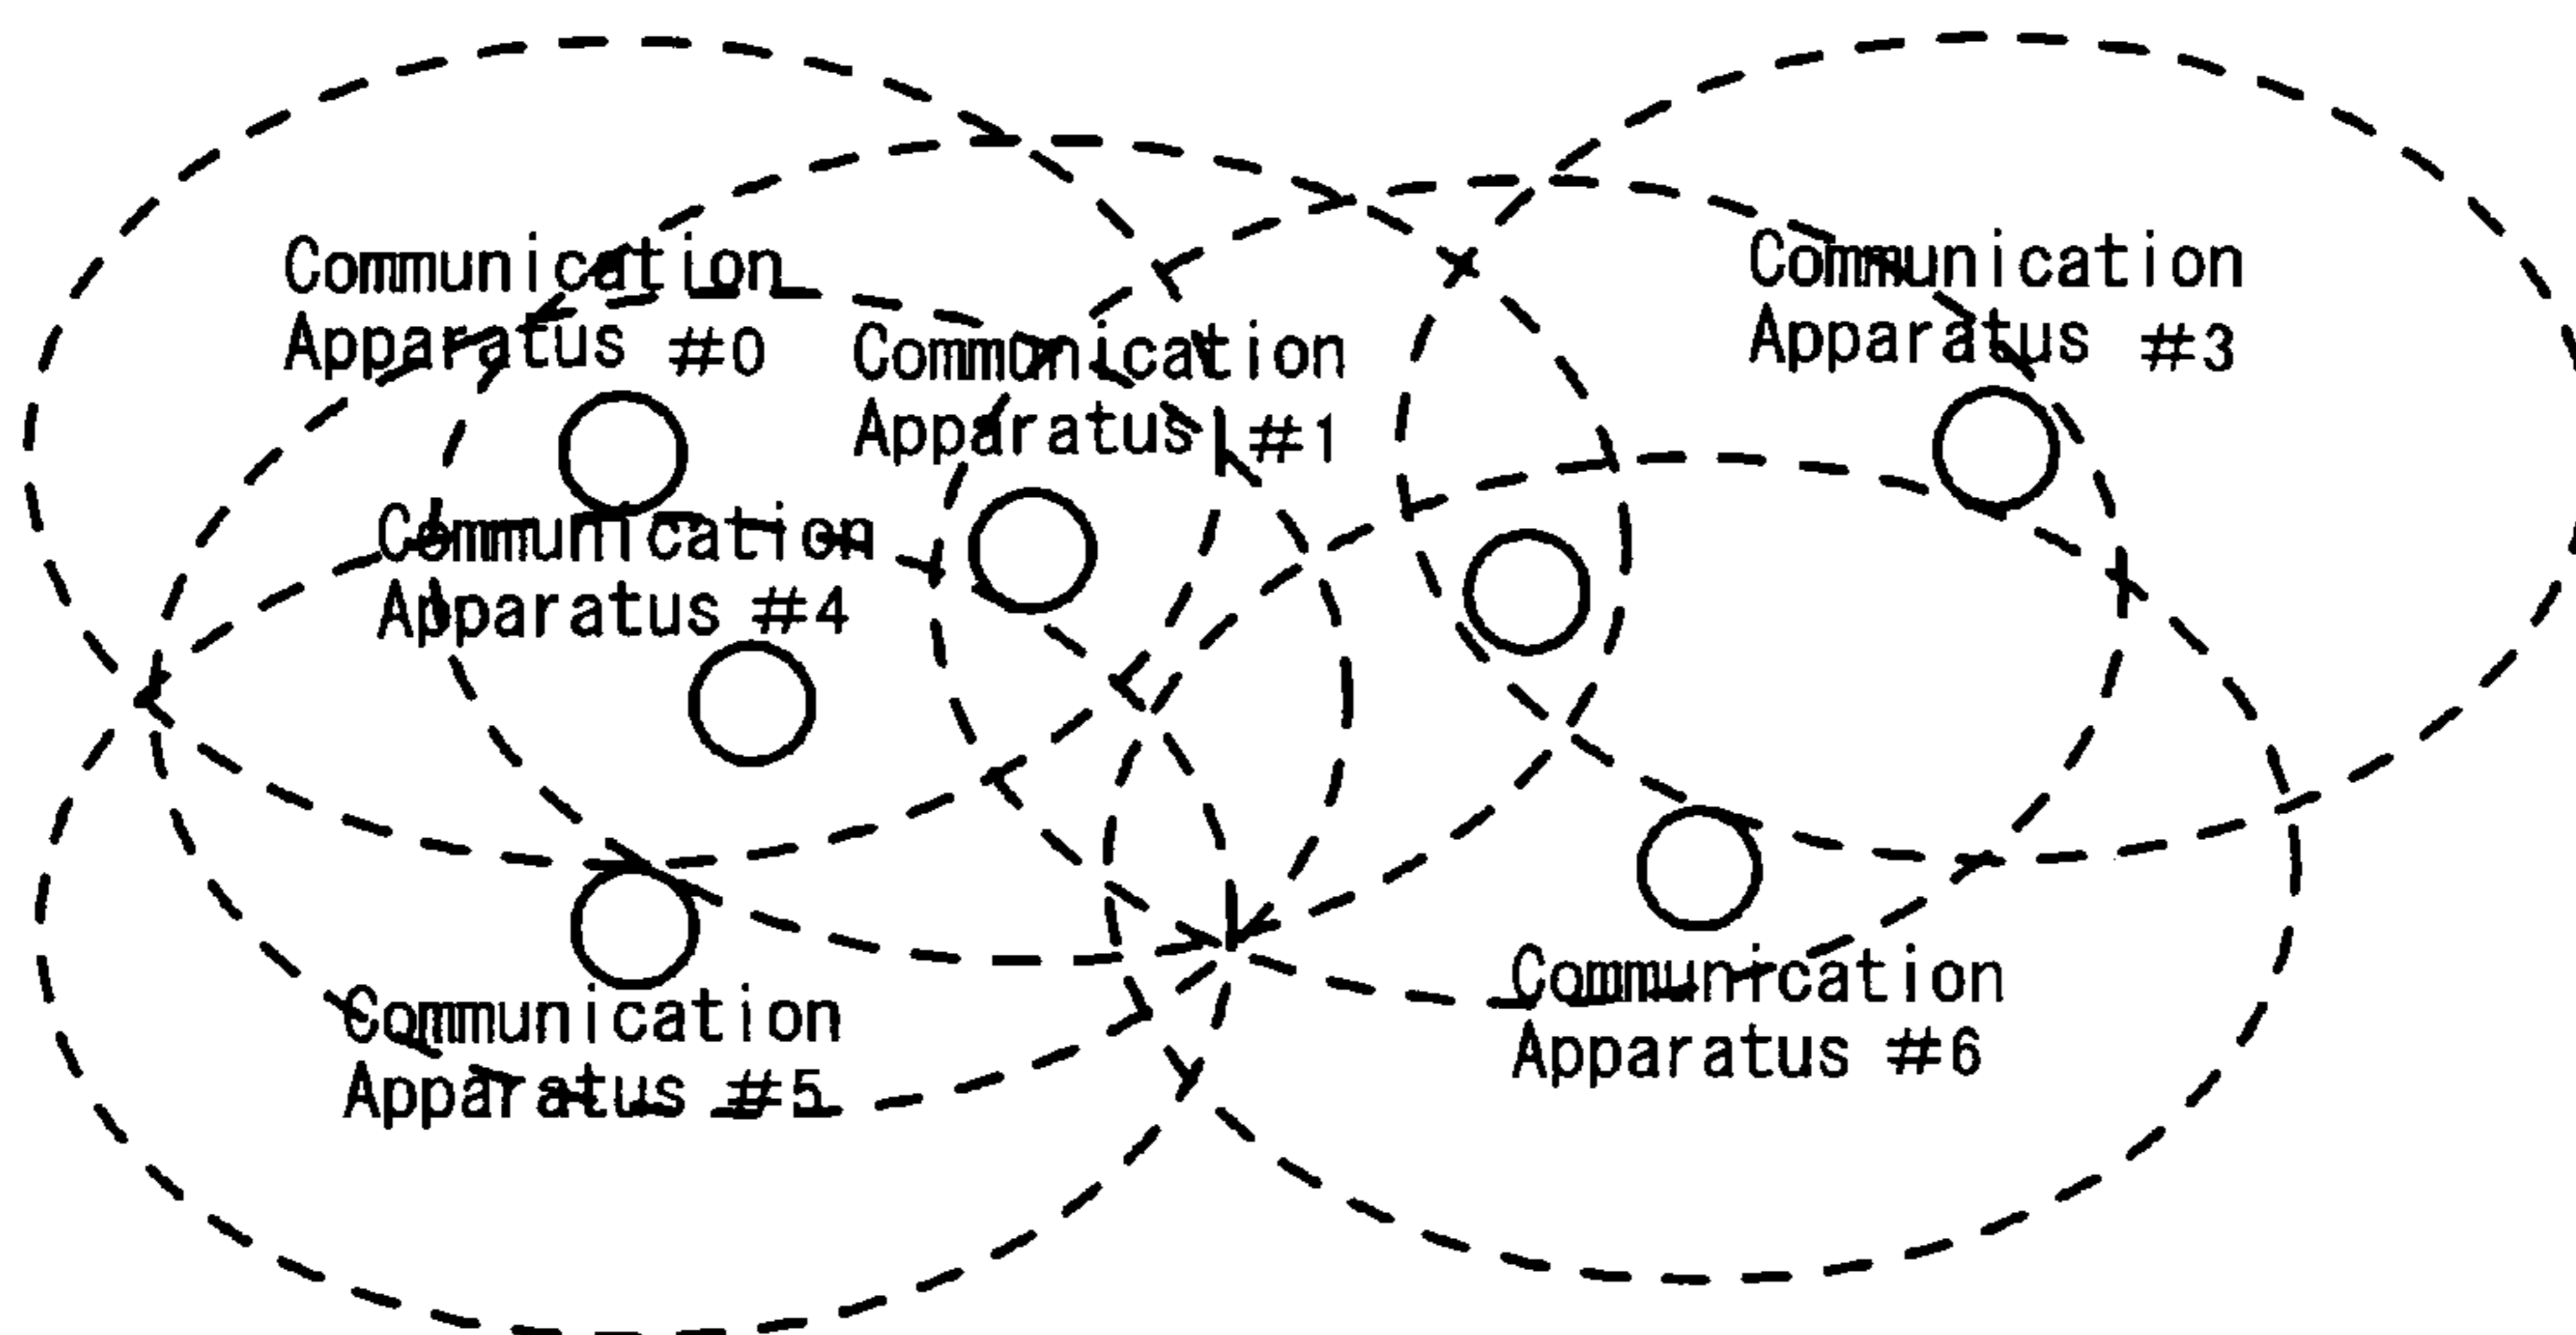 Communication
Apparatus #0
Communication
Apparatus #1
Communication
Apparatus #3
Communication
Apparatus #4
Communication
Apparatus #5
Communication
Apparatus #6